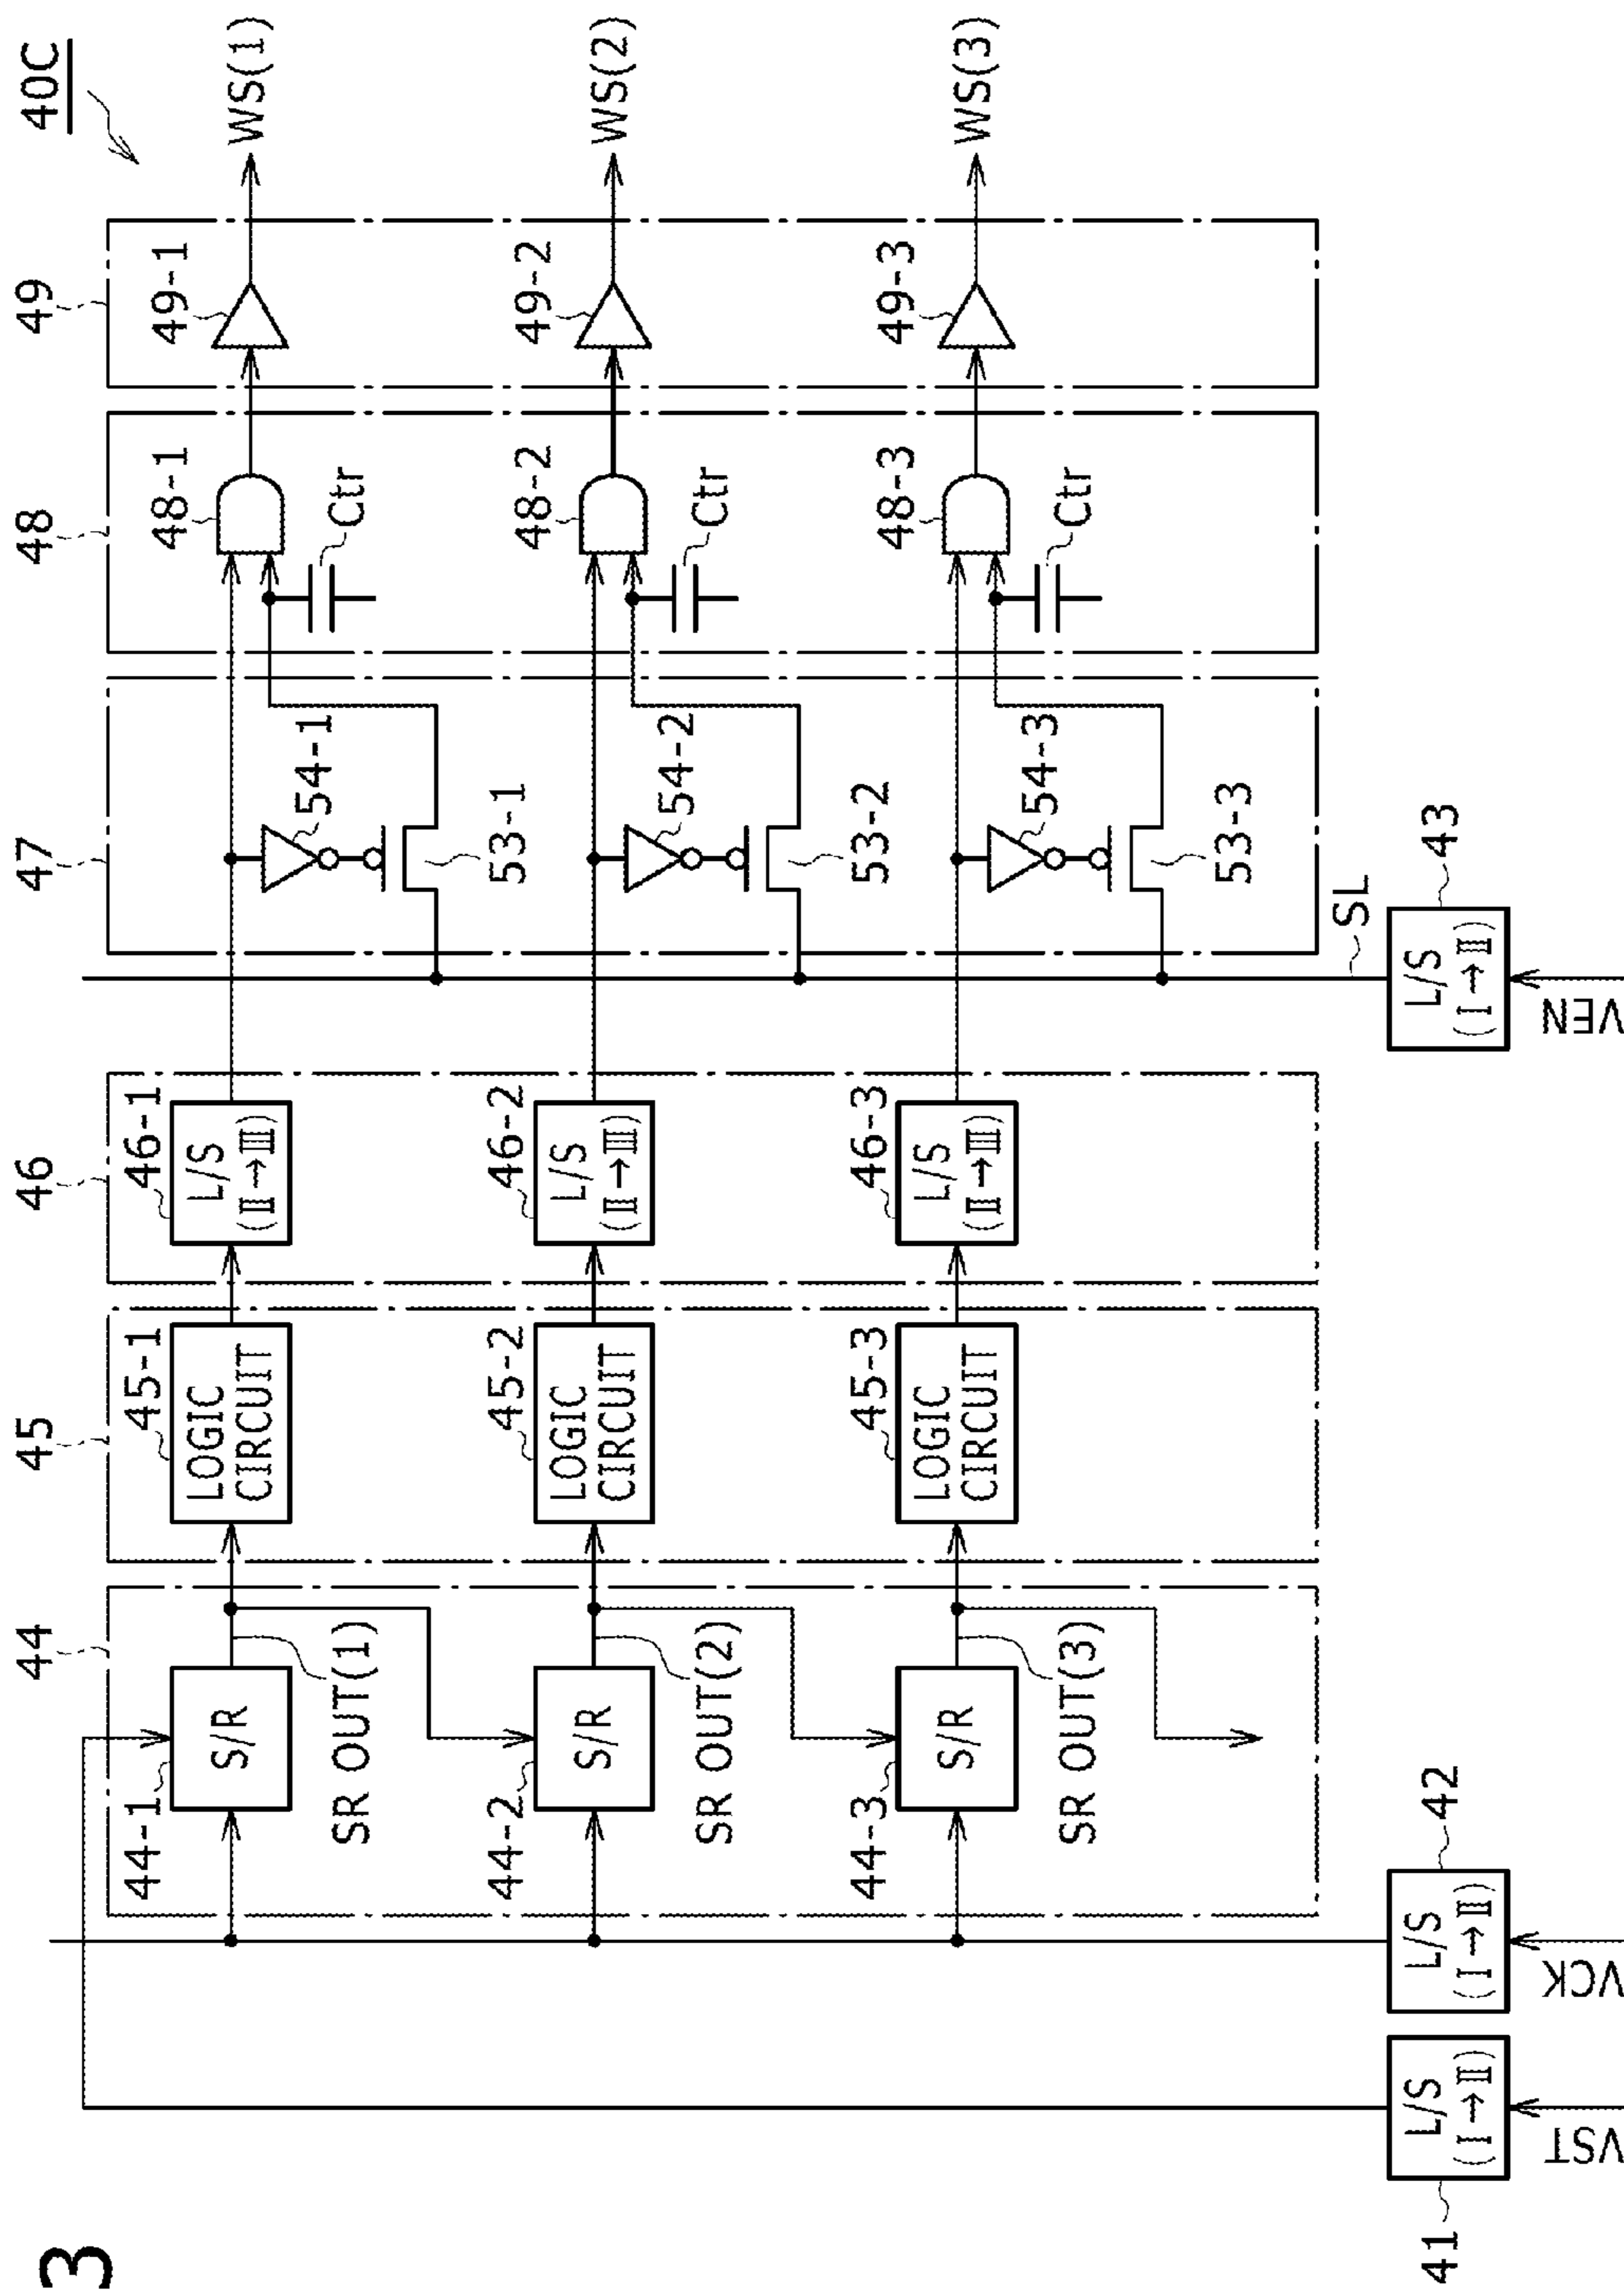 3
40C
44
45
46
47
48
49
44-1
S/R
SR OUT(1)
45-1
LOGIC
CIRCUIT
46-1
L/S
(II→III)
54-1
53-1
48-1
Ctr
49-1
WS(1)
44-2
S/R
SR OUT(2)
45-2
LOGIC
CIRCUIT
46-2
L/S
(II→III)
54-2
53-2
48-2
Ctr
49-2
WS(2)
44-3
S/R
SR OUT(3)
45-3
LOGIC
CIRCUIT
46-3
L/S
(II→III)
54-3
53-3
48-3
Ctr
49-3
WS(3)
SL
41
L/S
(I→II)
VST
42
L/S
(I→II)
VCK
43
L/S
(I→II)
VEN